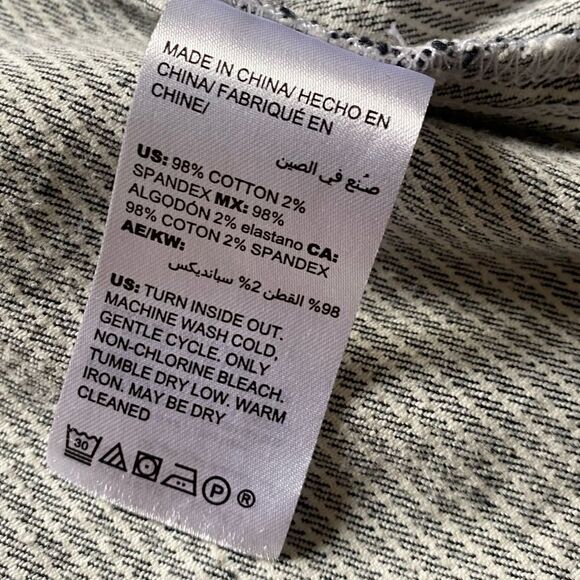 MADE IN CHINA/ HECHO EN
CHINA/ FABRIQUÉ EN
CHINE/
صُنع في الصين
US: 98% COTTON 2%
SPANDEX MX: 98%
ALGODÓN 2% elastano CA:
98% COTON 2% SPANDEX
AE/KW:
98% القطن 2% سبانديكس
US: TURN INSIDE OUT.
MACHINE WASH COLD,
GENTLE CYCLE. ONLY
NON-CHLORINE BLEACH.
TUMBLE DRY LOW. WARM
IRON. MAY BE DRY
CLEANED
30 P ®